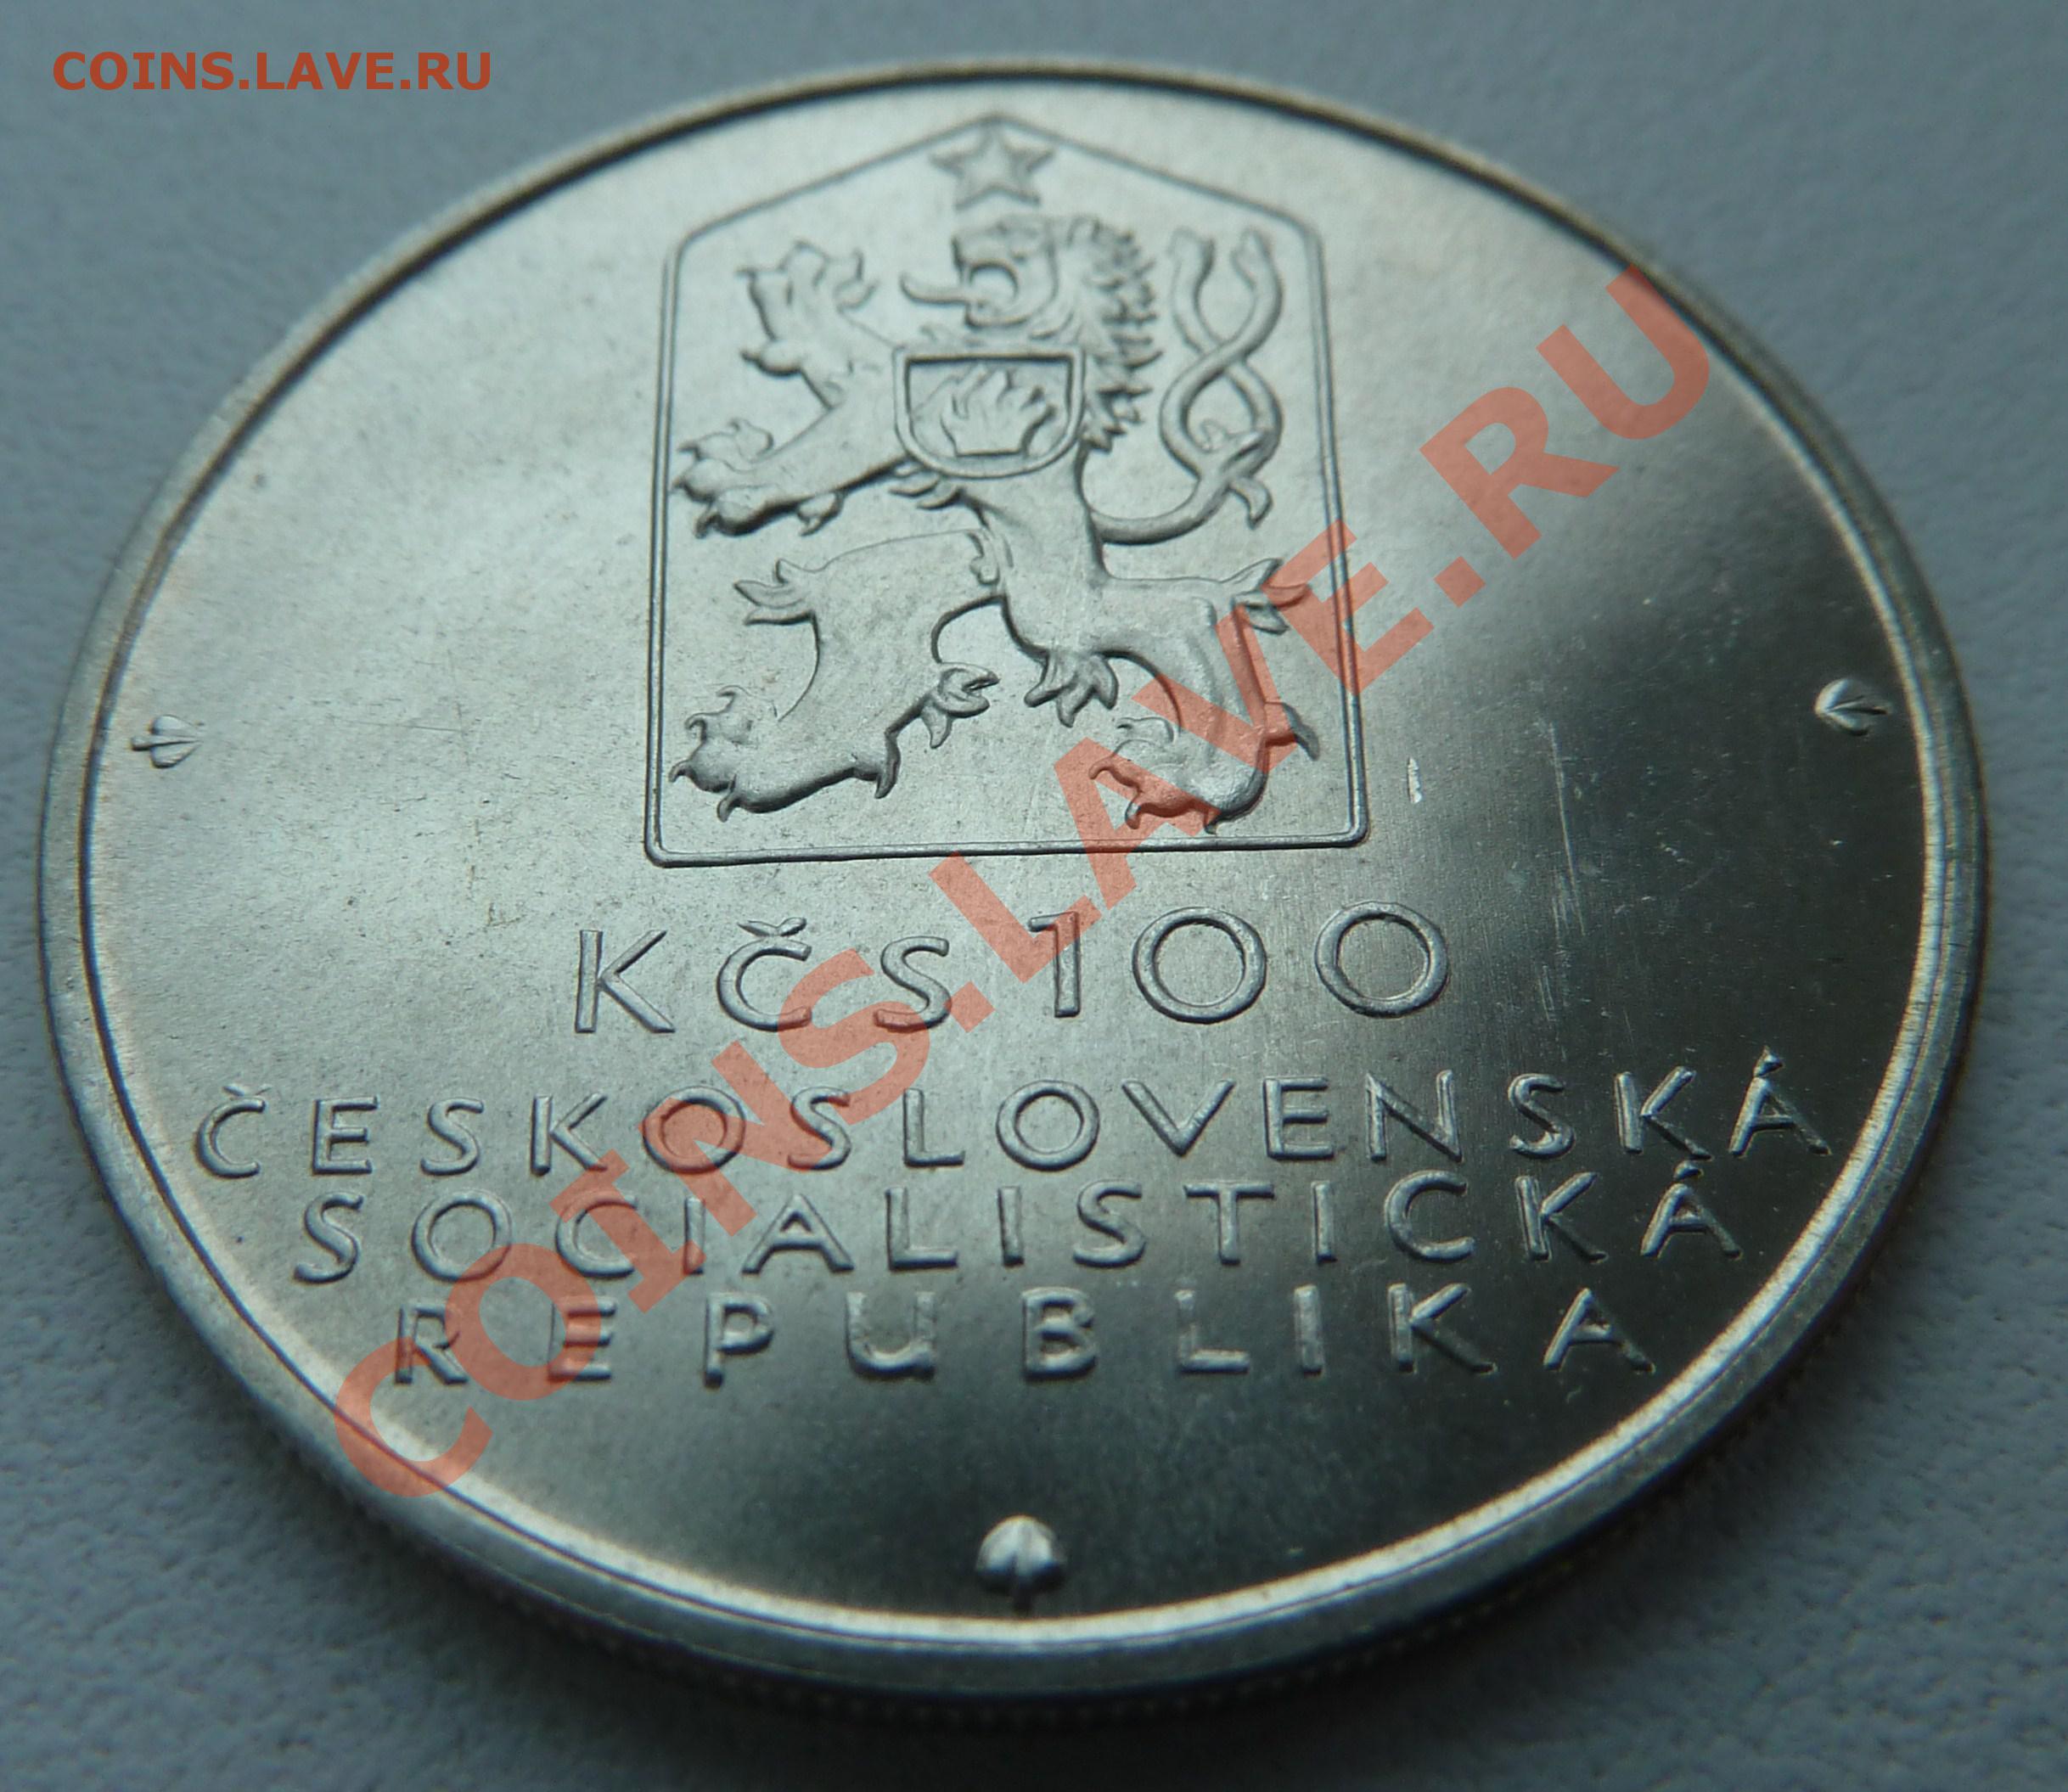 COINS.LAVE.RU
COINS.LAVE.RU
KČS 100
ČESKOSLOVENSKÁ
SOCIALISTICKÁ
REPUBLIKA